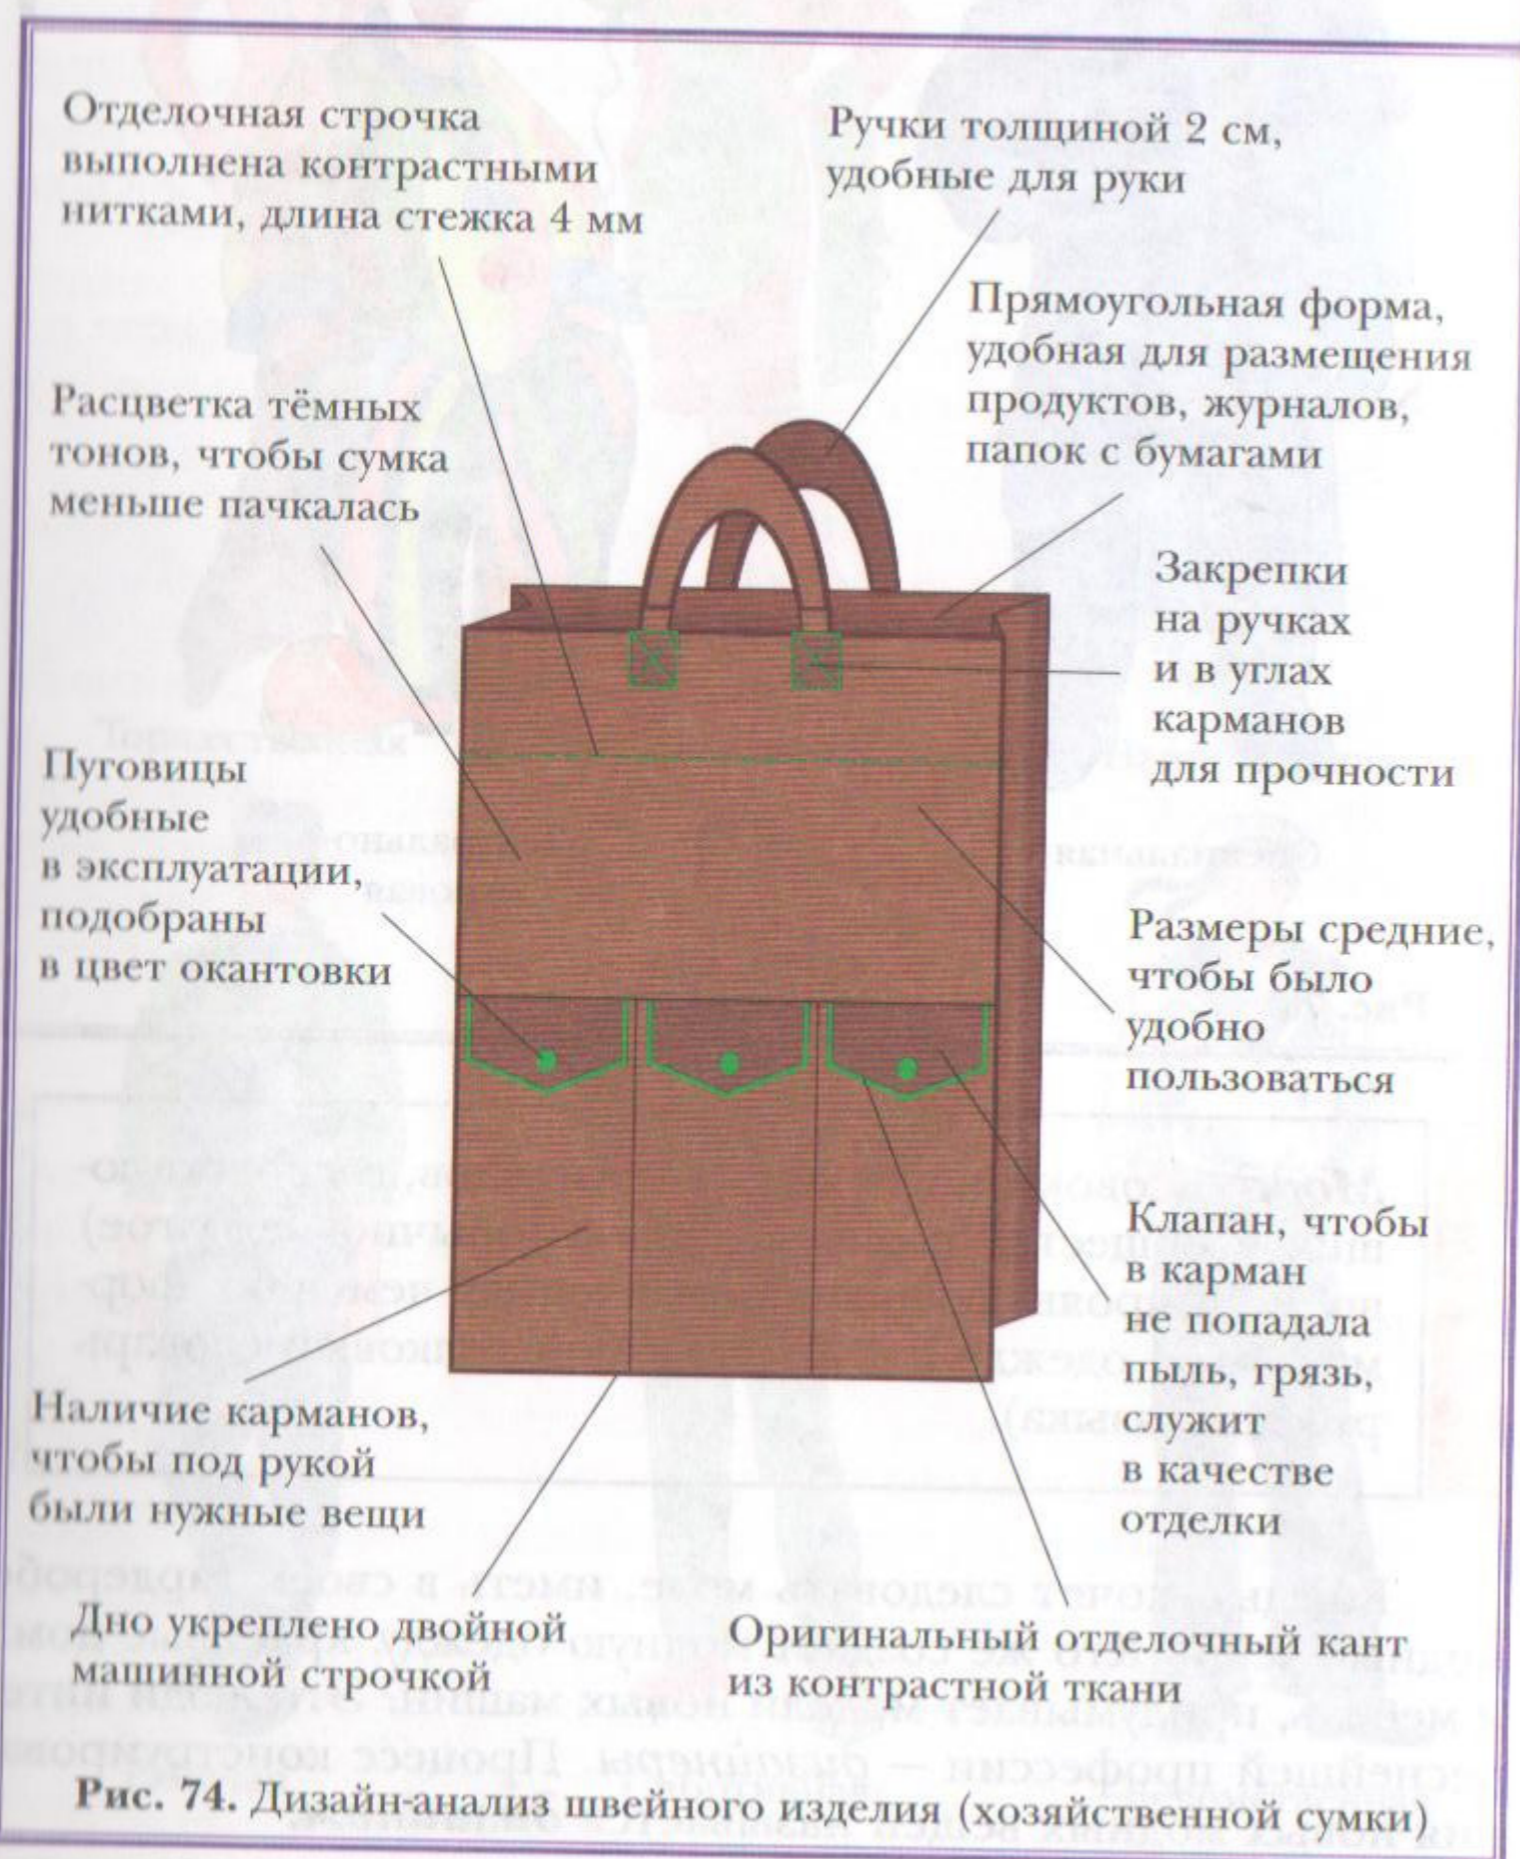 Отделочная строчка
выполнена контрастными
нитками, длина стежка 4 мм
Ручки толщиной 2 см,
удобные для руки
Прямоугольная форма,
удобная для размещения
продуктов, журналов,
папок с бумагами
Расцветка тёмных
тонов, чтобы сумка
меньше пачкалась
Закрепки
на ручках
и в углах
карманов
для прочности
Пуговицы
удобные
в эксплуатации,
подобраны
в цвет окантовки
Размеры средние,
чтобы было
удобно
пользоваться
Клапан, чтобы
в карман
не попадала
пыль, грязь,
служит
в качестве
отделки
Наличие карманов,
чтобы под рукой
были нужные вещи
Дно укреплено двойной
машинной строчкой
Оригинальный отделочный кант
из контрастной ткани
Рис. 74. Дизайн-анализ швейного изделия (хозяйственной сумки)